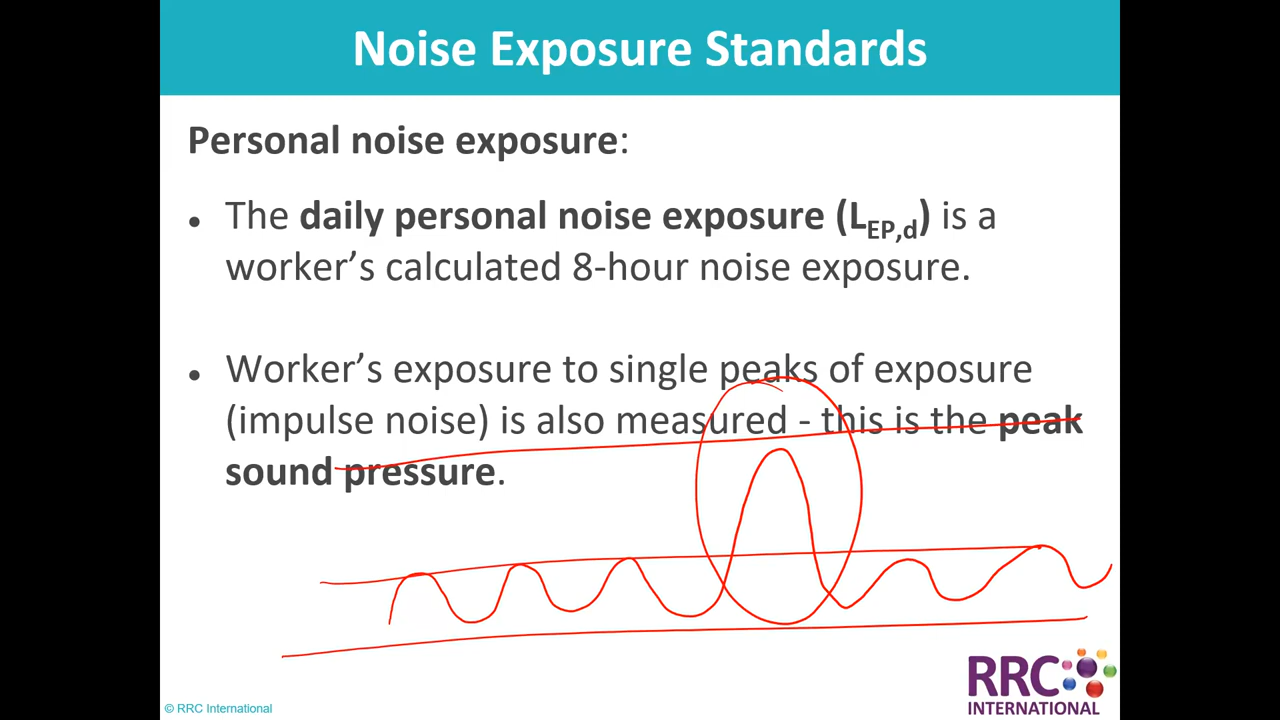 Noise Exposure Standards
Personal noise exposure:
• The daily personal noise exposure (LEP,d) is a
worker’s calculated 8-hour noise exposure.
• Worker’s exposure to single peaks of exposure
(impulse noise) is also measured - this is the peak
sound pressure.
RRC
INTERNATIONAL
© RRC International